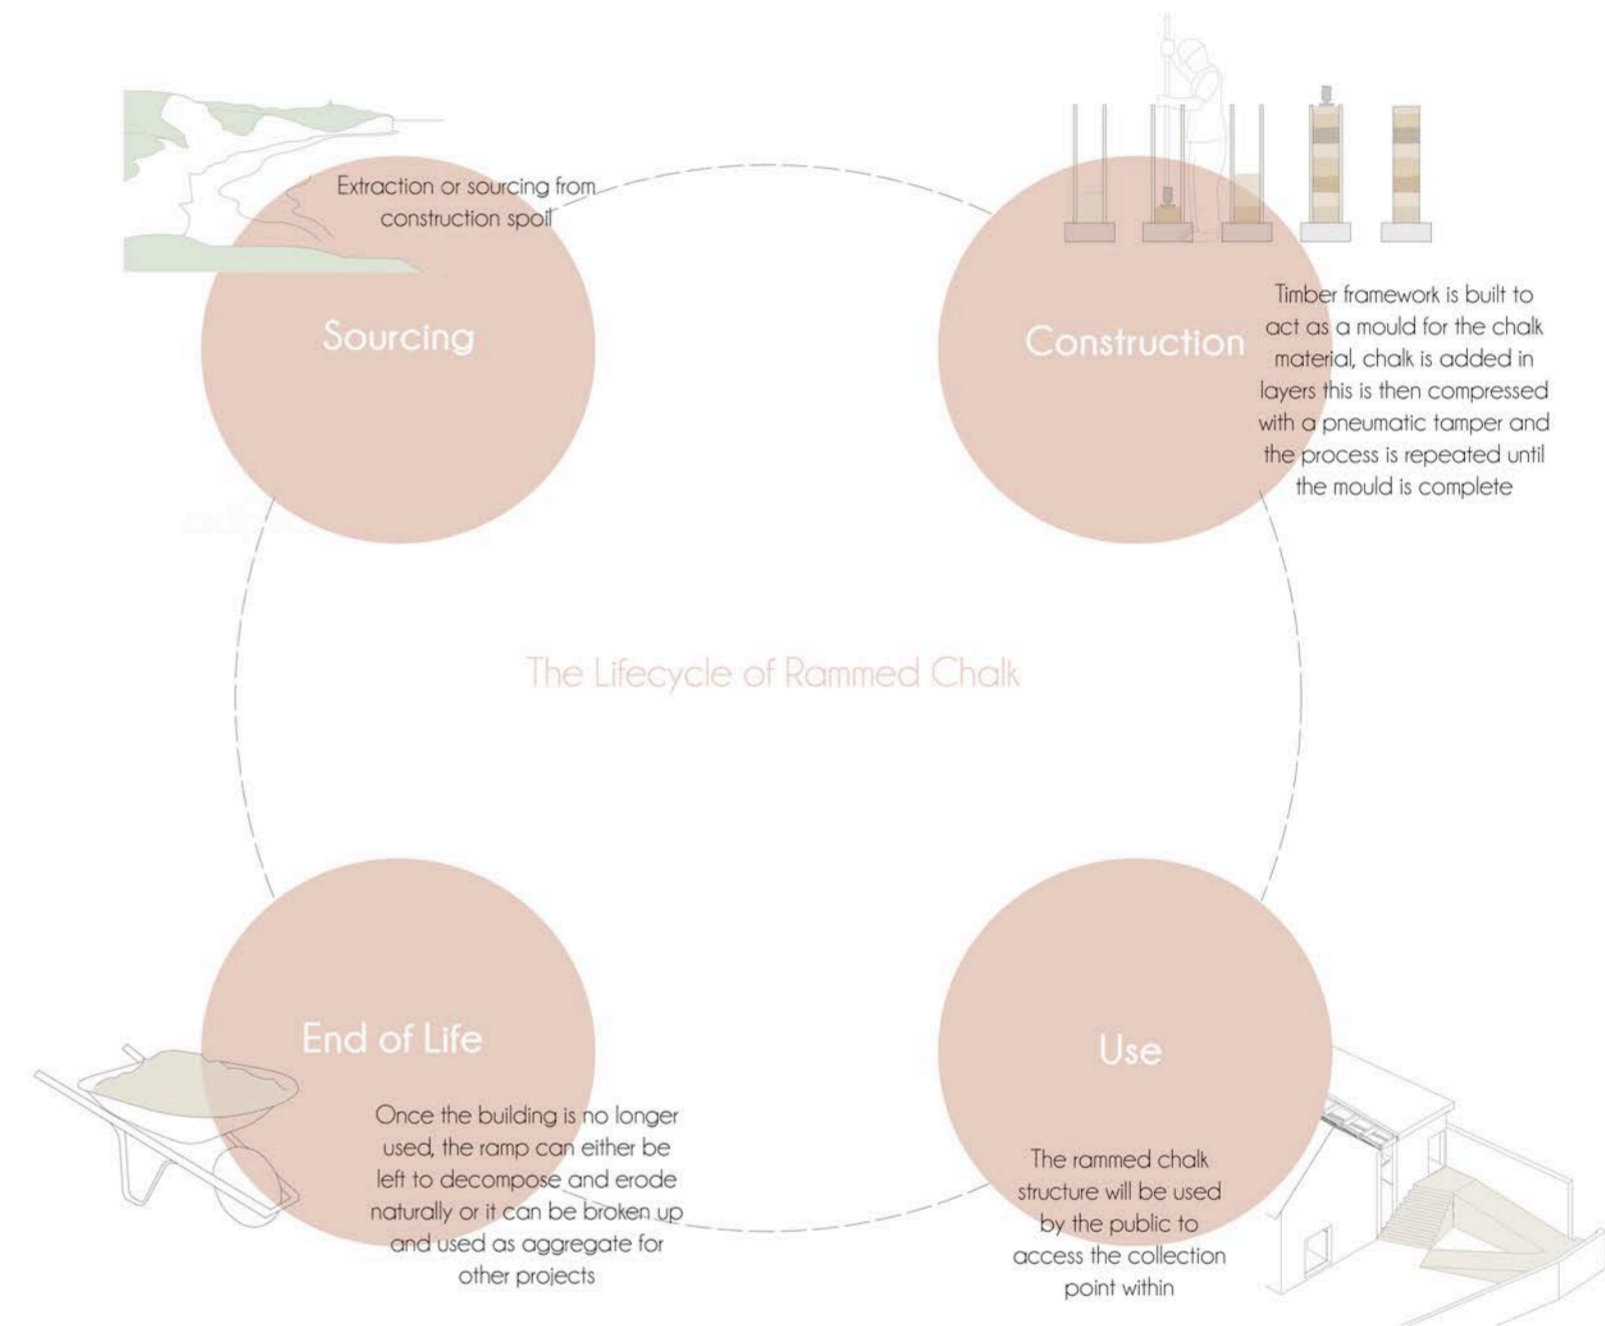 Extraction or sourcing from
construction spoil
Sourcing
Construction
Timber framework is built to
act as a mould for the chalk
material, chalk is added in
layers this is then compressed
with a pneumatic tamper and
the process is repeated until
the mould is complete
The Lifecycle of Rammed Chalk
End of Life
Once the building is no longer
used, the ramp can either be
left to decompose and erode
naturally or it can be broken up
and used as aggregate for
other projects
Use
The rammed chalk
structure will be used
by the public to
access the collection
point within